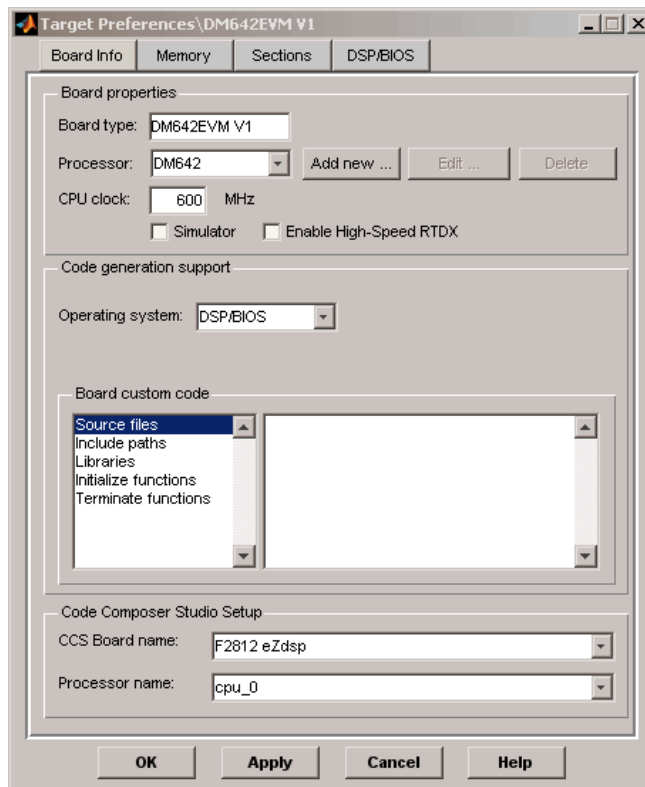 Target Preferences\DM642EVM V1
Board Info Memory Sections DSP/BIOS
Board properties
Board type: DM642EVM V1
Processor: DM642 Add new ... Edit ... Delete
CPU clock: 600 MHz
Simulator Enable High-Speed RTDX
Code generation support
Operating system: DSP/BIOS
Board custom code
Source files
Include paths
Libraries
Initialize functions
Terminate functions
Code Composer Studio Setup
CCS Board name: F2812 eZdsp
Processor name: cpu_0
OK Apply Cancel Help